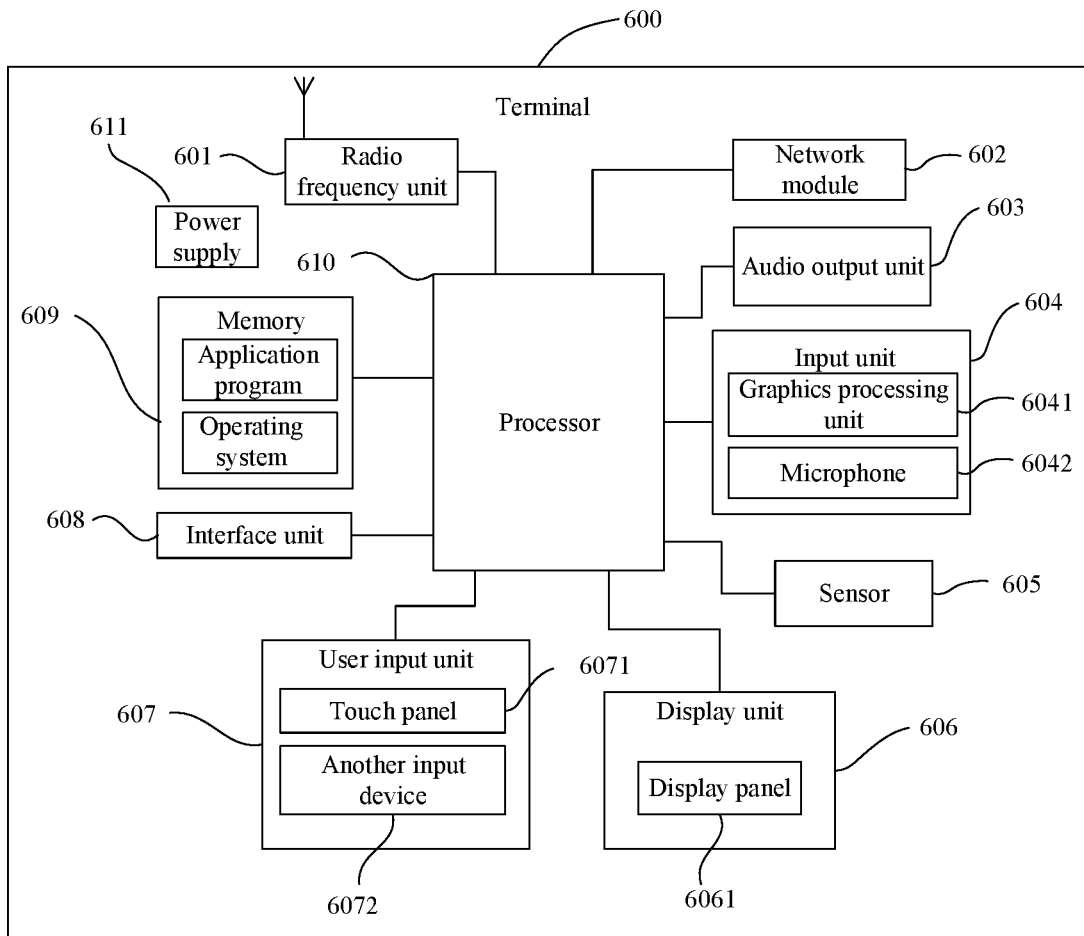 600
Terminal
611
601
Radio
frequency unit
Network
module
602
Power
supply
603
610
Audio output unit
609
Memory
Application
program
Operating
system
Processor
604
Input unit
Graphics processing
unit
6041
Microphone
6042
608
Interface unit
Sensor
605
User input unit
6071
Touch panel
607
Another input
device
6072
Display unit
606
Display panel
6061